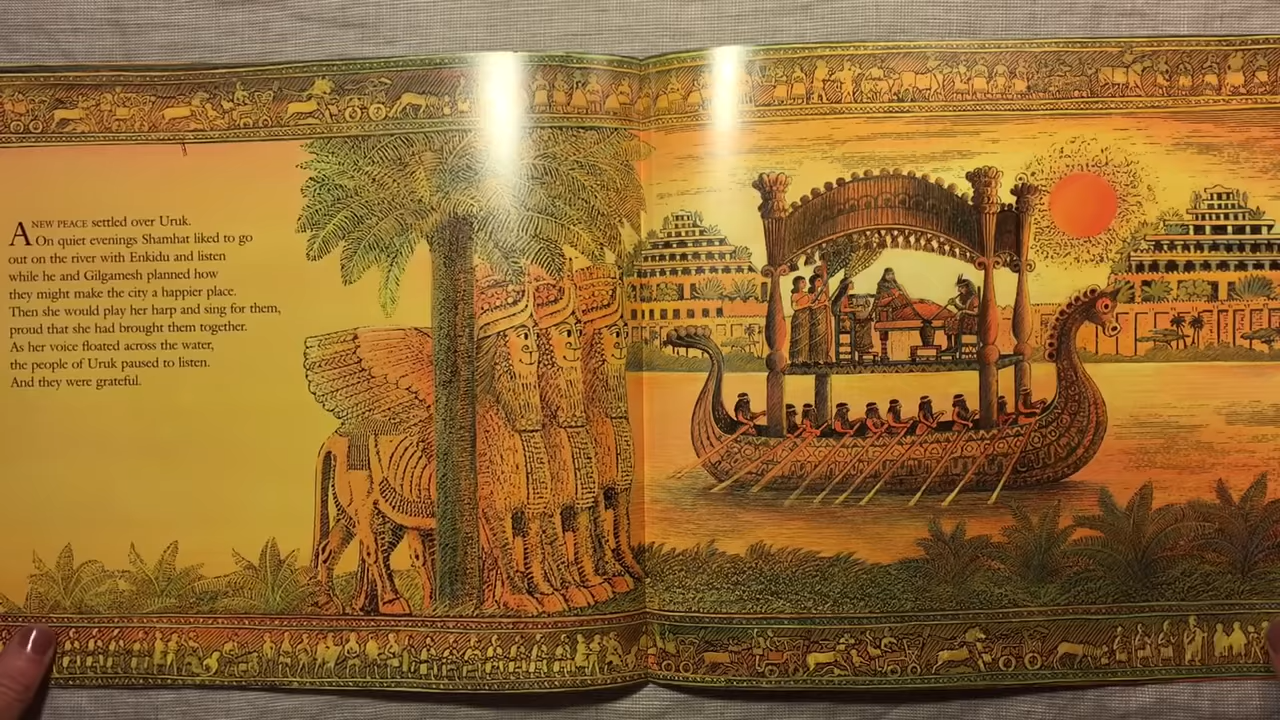 A NEW PEACE settled over Uruk.
On quiet evenings Shamhat liked to go
out on the river with Enkidu and listen
while he and Gilgamesh planned how
they might make the city a happier place.
Then she would play her harp and sing for them,
proud that she had brought them together.
As her voice floated across the water,
the people of Uruk paused to listen.
And they were grateful.